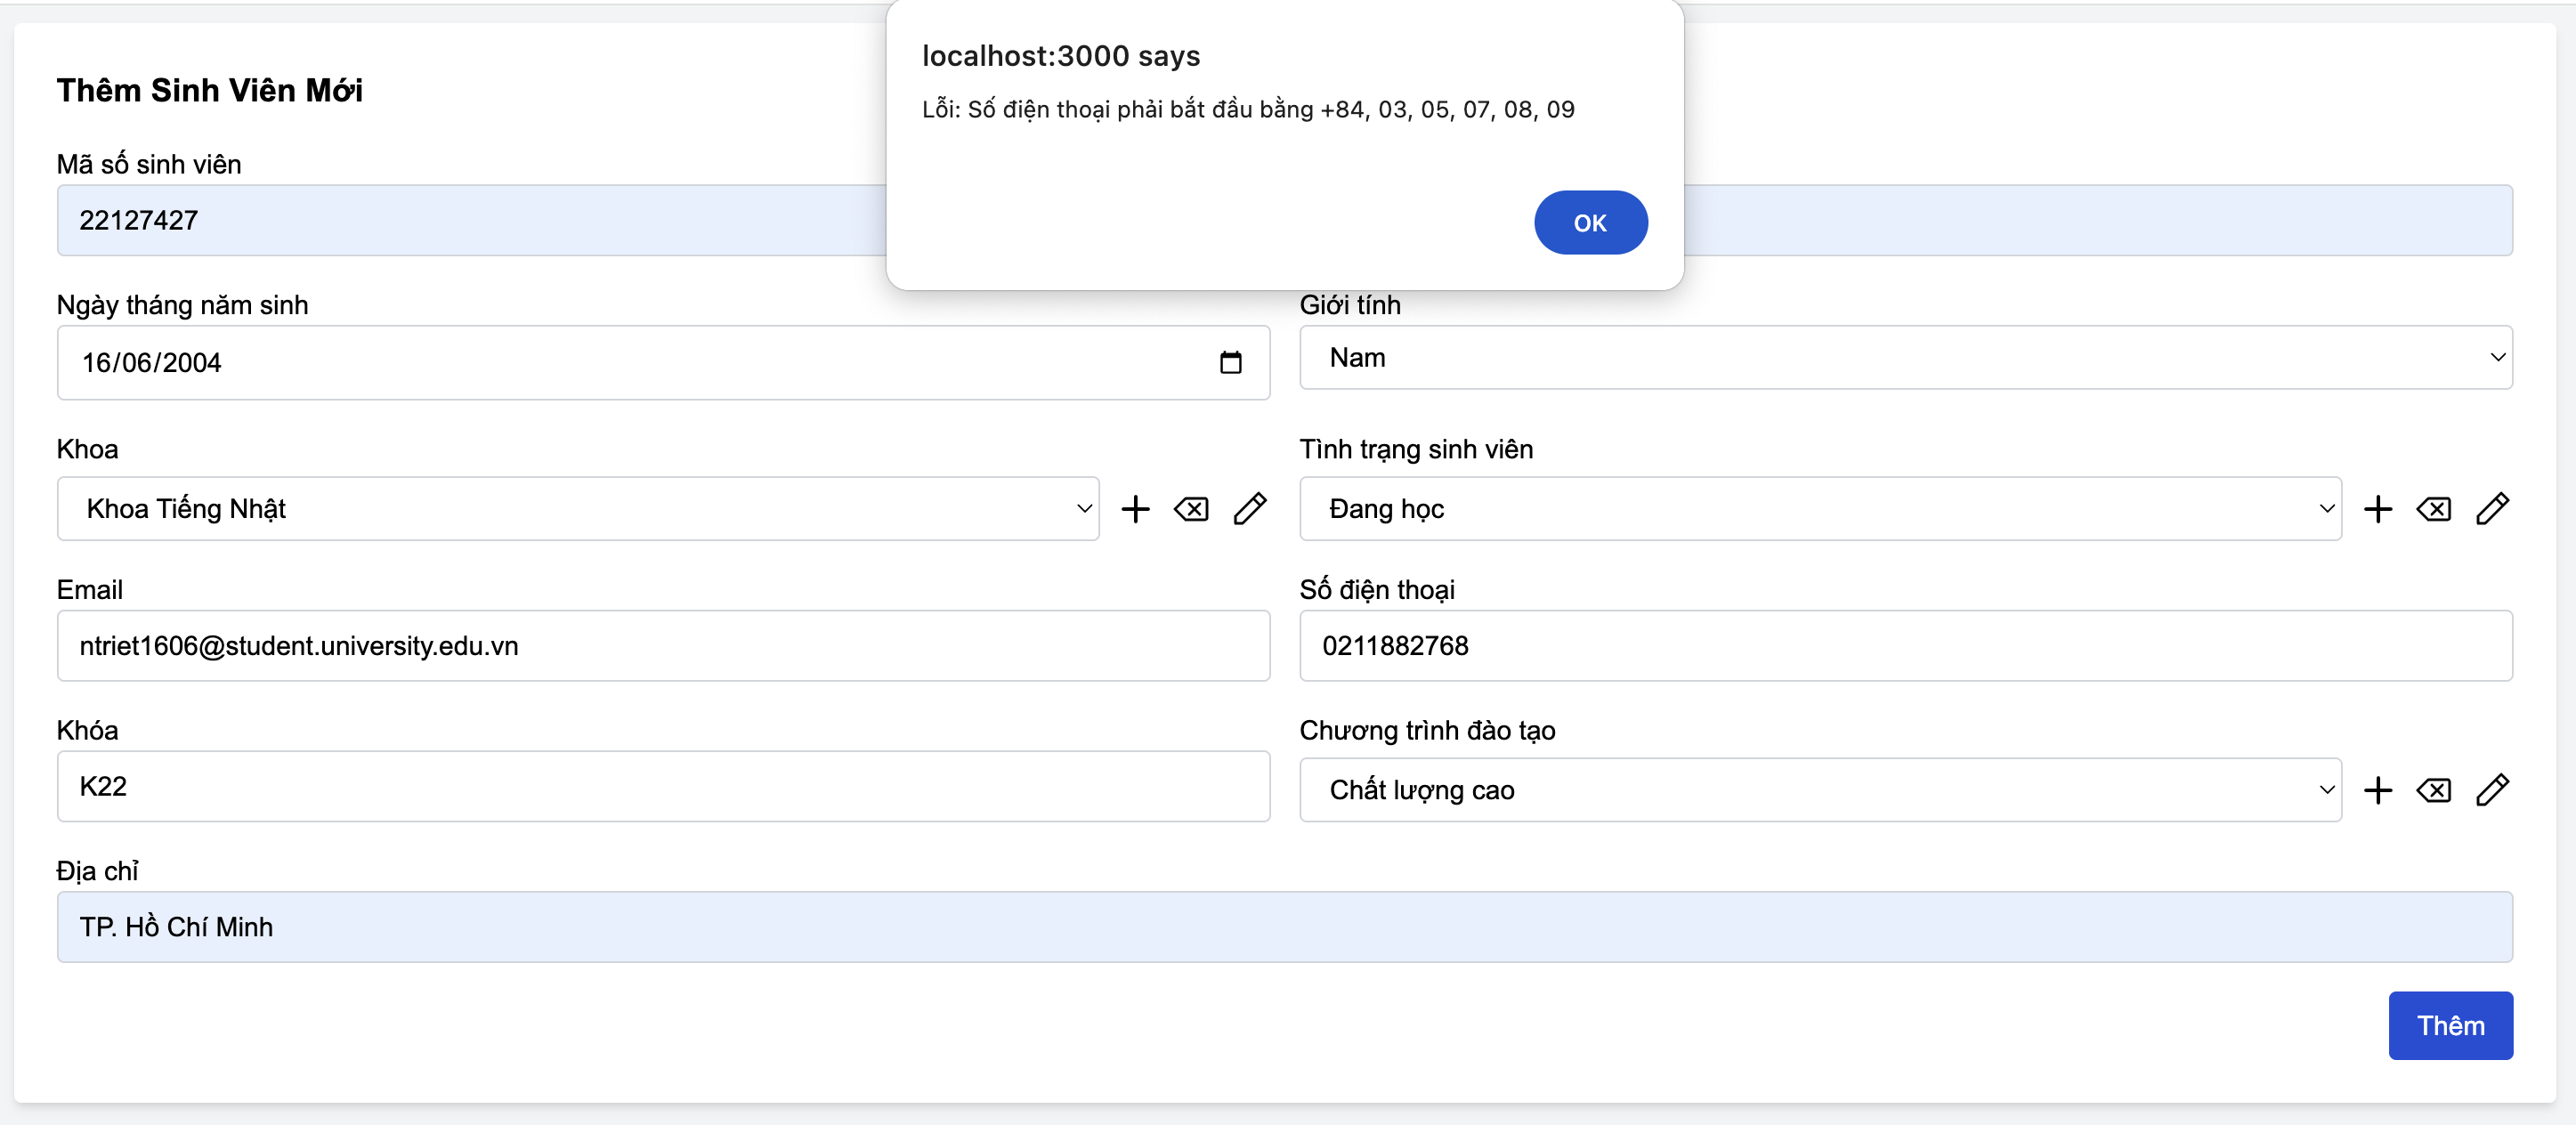 localhost:3000 says
Lỗi: Số điện thoại phải bắt đầu bằng +84, 03, 05, 07, 08, 09
OK
Thêm Sinh Viên Mới
Mã số sinh viên
22127427
Ngày tháng năm sinh
Giới tính
16/06/2004
Nam
Khoa
Tình trạng sinh viên
Khoa Tiếng Nhật
Đang học
Email
Số điện thoại
ntriet1606@student.university.edu.vn
0211882768
Khóa
Chương trình đào tạo
K22
Chất lượng cao
Địa chỉ
TP. Hồ Chí Minh
Thêm